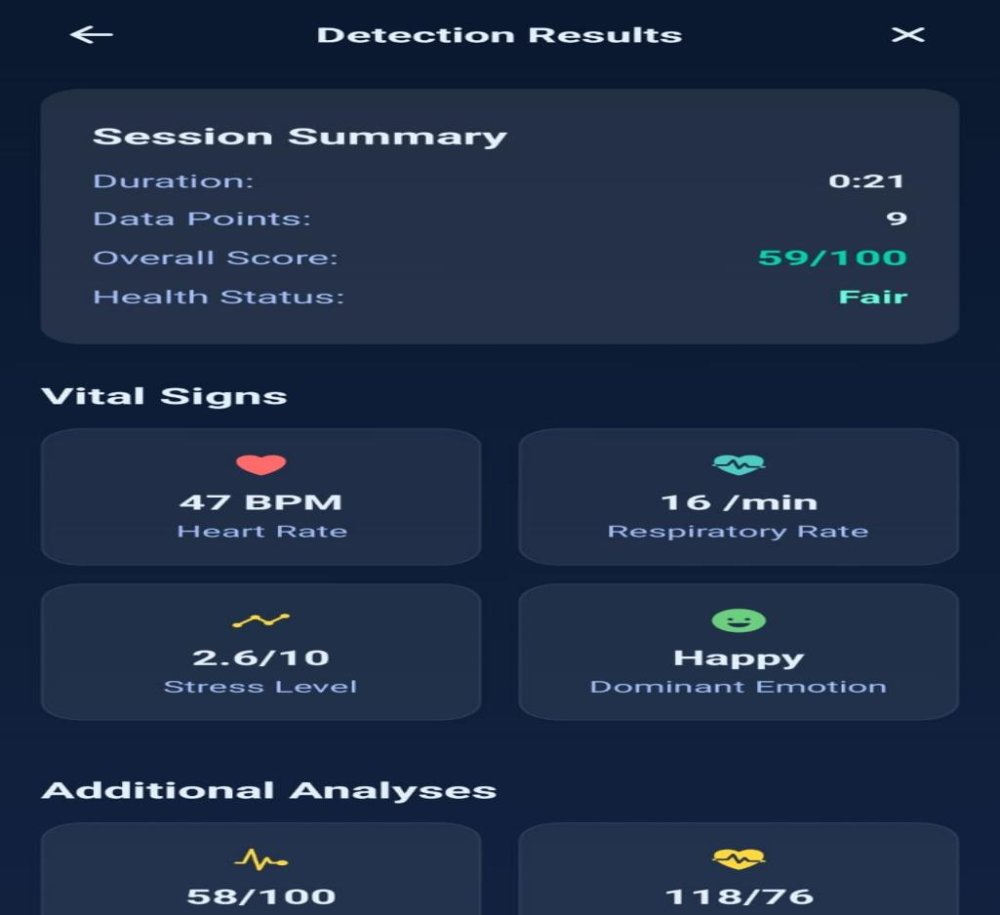 Detection Results
Session Summary
Duration: 0:21
Data Points: 9
Overall Score: 59/100
Health Status: Fair
Vital Signs
47 BPM
Heart Rate
16 /min
Respiratory Rate
2.6/10
Stress Level
Happy
Dominant Emotion
Additional Analyses
58/100
118/76